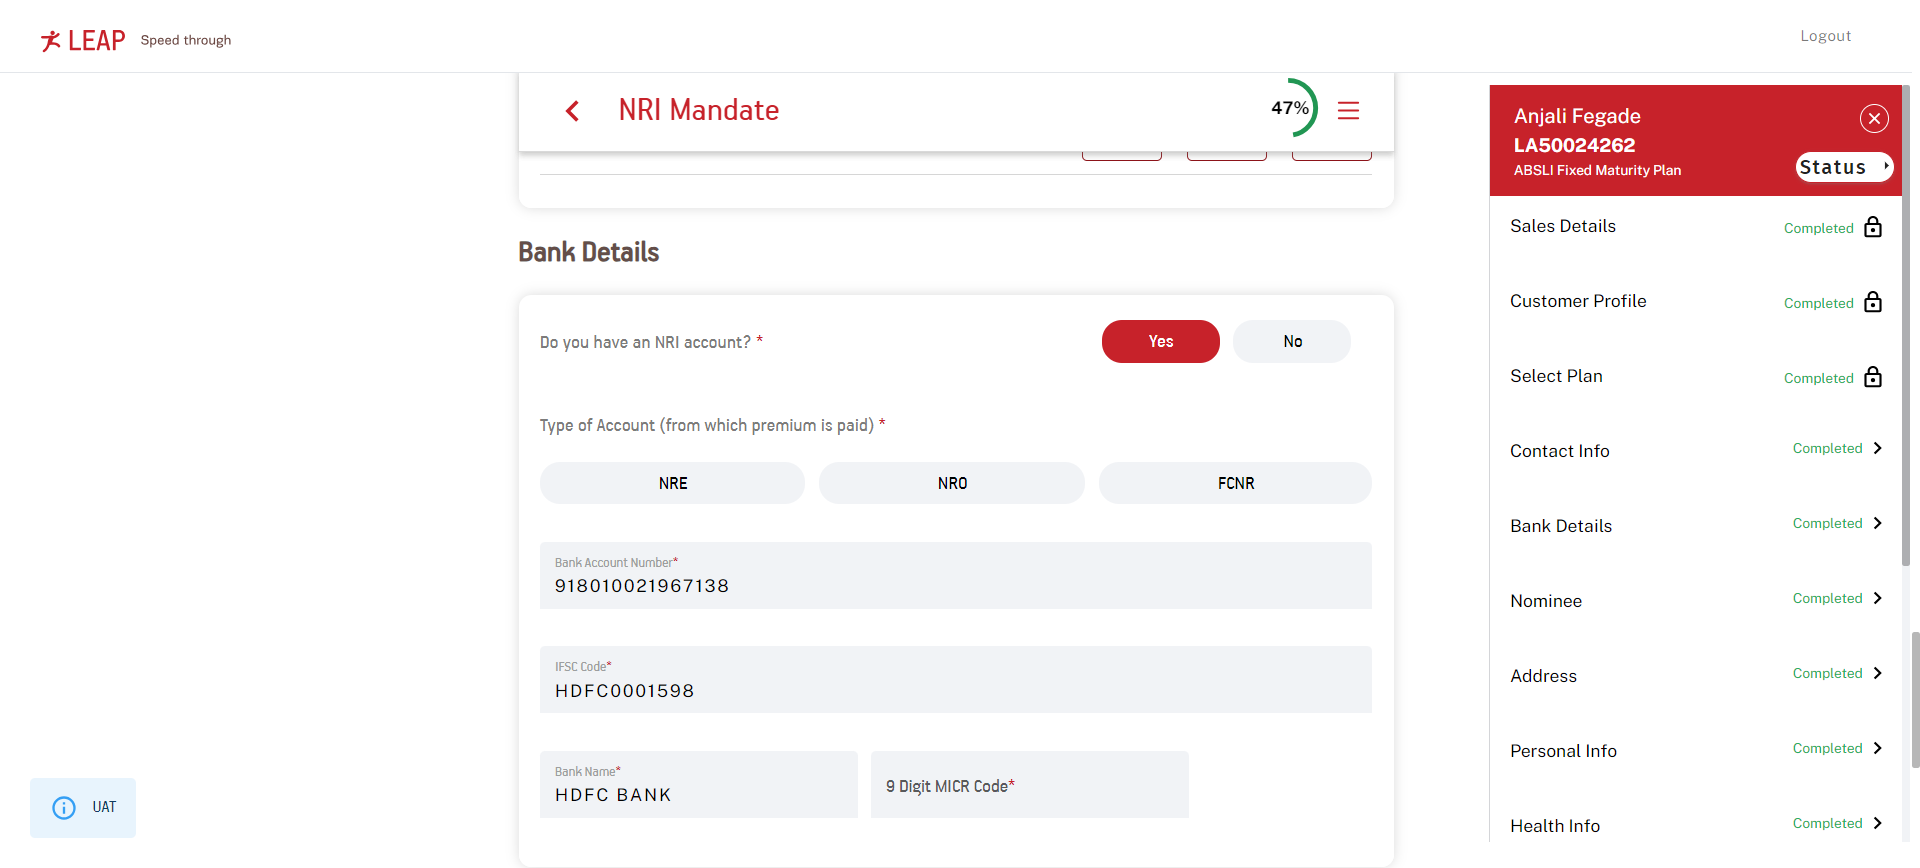 LEAP Speed through
Logout
NRI Mandate
47%
Bank Details
Do you have an NRI account? *
Yes
No
Type of Account (from which premium is paid) *
NRE
NRO
FCNR
Bank Account Number*
918010021967138
IFSC Code*
HDFC0001598
Bank Name*
HDFC BANK
9 Digit MICR Code*
UAT
Anjali Fegade
LA50024262
ABSLI Fixed Maturity Plan
Status
Sales Details Completed
Customer Profile Completed
Select Plan Completed
Contact Info Completed
Bank Details Completed
Nominee Completed
Address Completed
Personal Info Completed
Health Info Completed